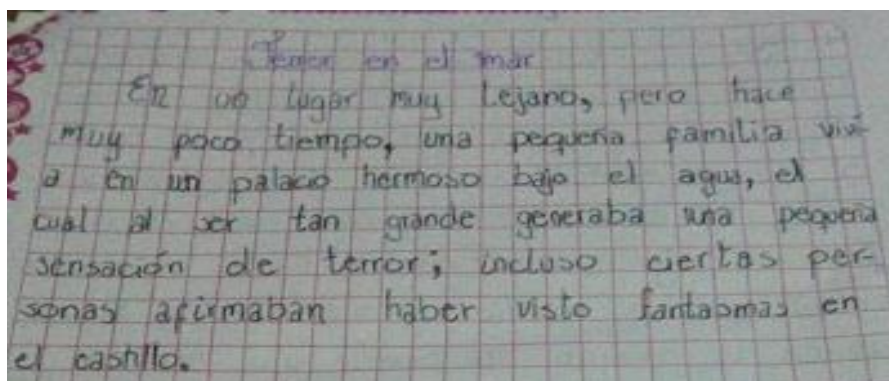 Temor en el mar
En un lugar muy lejano, pero hace
muy poco tiempo, una pequeña familia viví-
a en un palacio hermoso bajo el agua, el
cual al ser tan grande generaba una pequeña
sensación de terror; incluso ciertas per-
sonas afirmaban haber visto fantasmas en
el castillo.